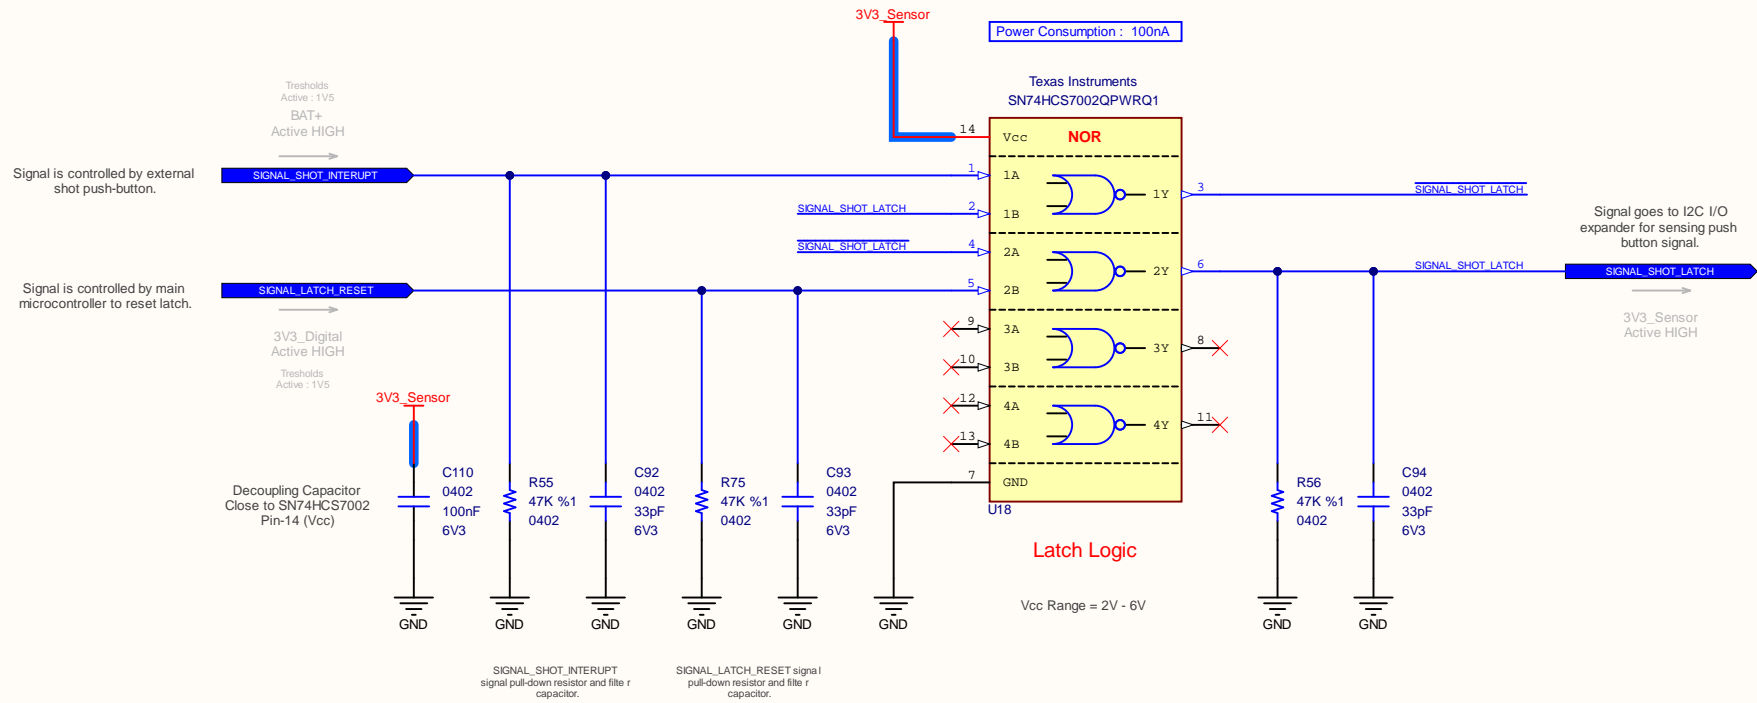 3V3_Sensor
Power Consumption : 100nA
Texas Instruments
SN74HCS7002QPWRQ1
Tresholds
Active : 1V5
BAT+
Active HIGH
Signal is controlled by external
shot push-button.
SIGNAL_SHOT_INTERUPT
14
Vcc
NOR
1
1A
1Y
3
SIGNAL_SHOT_LATCH
SIGNAL_SHOT_LATCH
2
1B
SIGNAL_SHOT_LATCH
4
2A
2Y
6
SIGNAL_SHOT_LATCH
SIGNAL_SHOT_LATCH
Signal goes to I2C I/O
expander for sensing push
button signal.
3V3_Sensor
Active HIGH
Signal is controlled by main
microcontroller to reset latch.
SIGNAL_LATCH_RESET
5
2B
3V3_Digital
Active HIGH
Tresholds
Active : 1V5
9
3A
3Y
8
10
3B
12
4A
4Y
11
13
4B
7
GND
U18
3V3_Sensor
Decoupling Capacitor
Close to SN74HCS7002
Pin-14 (Vcc)
C110
0402
100nF
6V3
R55
47K %1
0402
C92
0402
33pF
6V3
R75
47K %1
0402
C93
0402
33pF
6V3
R56
47K %1
0402
C94
0402
33pF
6V3
Latch Logic
Vcc Range = 2V - 6V
GND
GND
GND
GND
GND
GND
GND
GND
SIGNAL_SHOT_INTERUPT
signal pull-down resistor and filte r
capacitor.
SIGNAL_LATCH_RESET signal
pull-down resistor and filte r
capacitor.